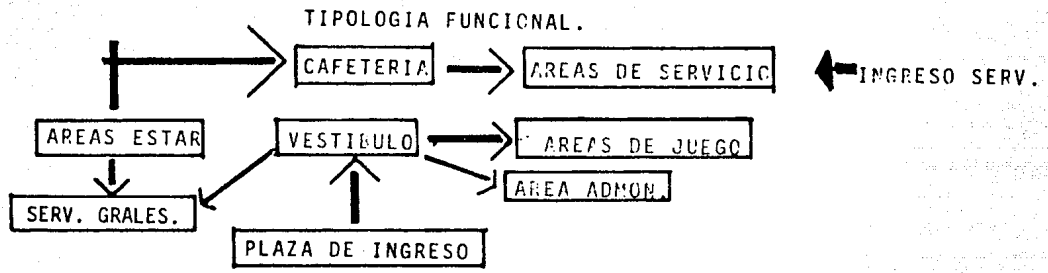 TIPOLOGIA FUNCIONAL.
CAFETERIA
AREAS DE SERVICIO
INGRESO SERV.
AREAS ESTAR
VESTIBULO
AREAS DE JUEGO
AREA ADMON.
SERV. GRALES.
PLAZA DE INGRESO